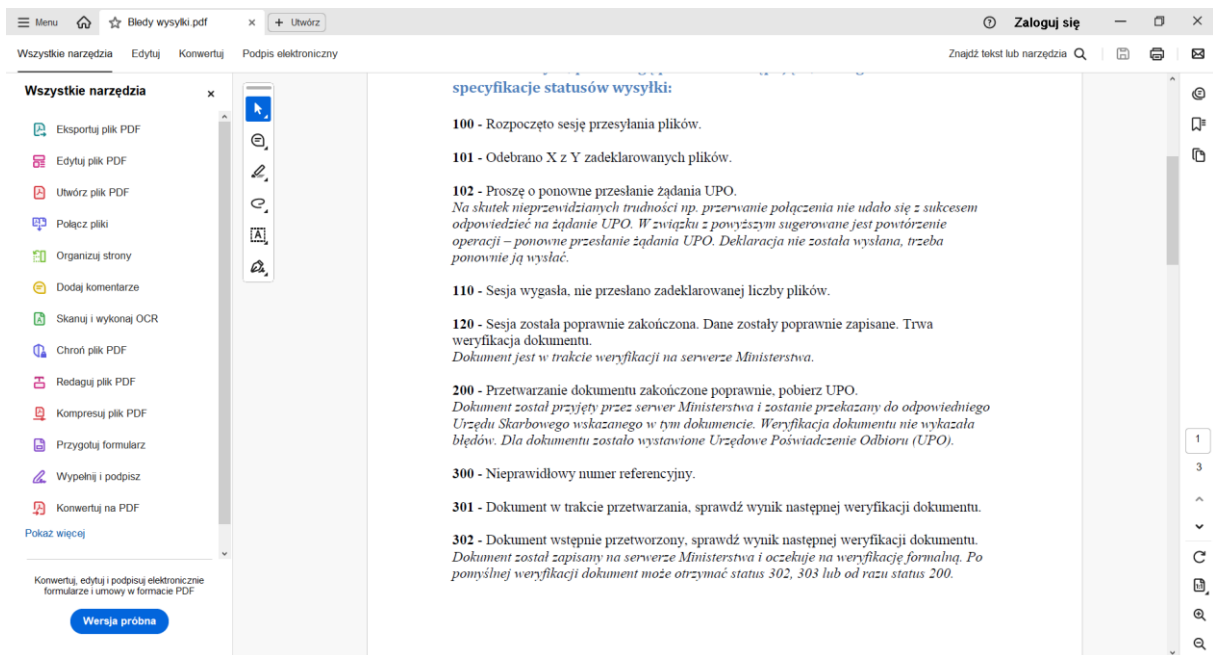 Menu
Bledy wysylki.pdf
Utwórz
Zaloguj się
Wszystkie narzędzia
Edytuj
Konwertuj
Podpis elektroniczny
Znajdź tekst lub narzędzia
Wszystkie narzędzia
Eksportuj plik PDF
Edytuj plik PDF
Utwórz plik PDF
Połącz pliki
Organizuj strony
Dodaj komentarze
Skanuj i wykonaj OCR
Chroń plik PDF
Redaguj plik PDF
Kompresuj plik PDF
Przygotuj formularz
Wypełnij i podpisz
Konwertuj na PDF
Pokaż więcej
Konwertuj, edytuj i podpisuj elektronicznie
formularze i umowy w formacie PDF
Wersja próbna
specyfikacje statusów wysyłki:
100 - Rozpoczęto sesję przesyłania plików.
101 - Odebrano X z Y zadeklarowanych plików.
102 - Proszę o ponowne przesłanie żądania UPO.
Na skutek nieprzewidzianych trudności np. przerwanie połączenia nie udało się z sukcesem
odpowiedzieć na żądanie UPO. W związku z powyższym sugerowane jest powtórzenie
operacji – ponowne przesłanie żądania UPO. Deklaracja nie została wysłana, trzeba
ponownie ją wysłać.
110 - Sesja wygasła, nie przesłano zadeklarowanej liczby plików.
120 - Sesja została poprawnie zakończona. Dane zostały poprawnie zapisane. Trwa
weryfikacja dokumentu.
Dokument jest w trakcie weryfikacji na serwerze Ministerstwa.
200 - Przetwarzanie dokumentu zakończone poprawnie, pobierz UPO.
Dokument został przyjęty przez serwer Ministerstwa i zostanie przekazany do odpowiedniego
Urzędu Skarbowego wskazanego w tym dokumencie. Weryfikacja dokumentu nie wykazała
błędów. Dla dokumentu zostało wystawione Urzędowe Poświadczenie Odbioru (UPO).
300 - Nieprawidłowy numer referencyjny.
301 - Dokument w trakcie przetwarzania, sprawdź wynik następnej weryfikacji dokumentu.
302 - Dokument wstępnie przetworzony, sprawdź wynik następnej weryfikacji dokumentu.
Dokument został zapisany na serwerze Ministerstwa i oczekuje na weryfikację formalną. Po
pomyślnej weryfikacji dokument może otrzymać status 302, 303 lub od razu status 200.
1
3